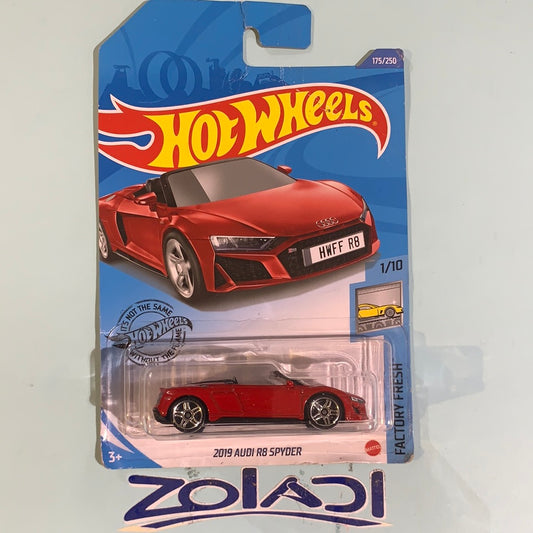 175/250
Hot Wheels
HWFF R8
1/10
IT'S NOT THE SAME
Hot Wheels
WITHOUT THE FLAME
FACTORY FRESH
2019 AUDI R8 SPYDER
3+
MATTEL
ZOIADI